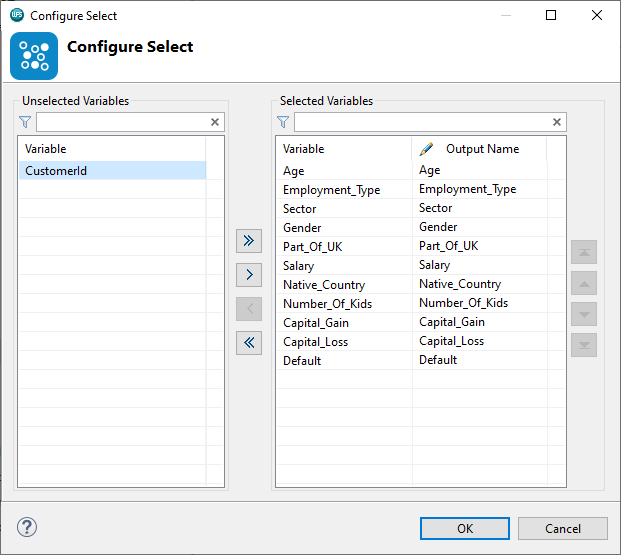 WPS Configure Select
Configure Select
Unselected Variables
Variable
CustomerId
Selected Variables
Variable Output Name
Age Age
Employment_Type Employment_Type
Sector Sector
Gender Gender
Part_Of_UK Part_Of_UK
Salary Salary
Native_Country Native_Country
Number_Of_Kids Number_Of_Kids
Capital_Gain Capital_Gain
Capital_Loss Capital_Loss
Default Default
OK Cancel